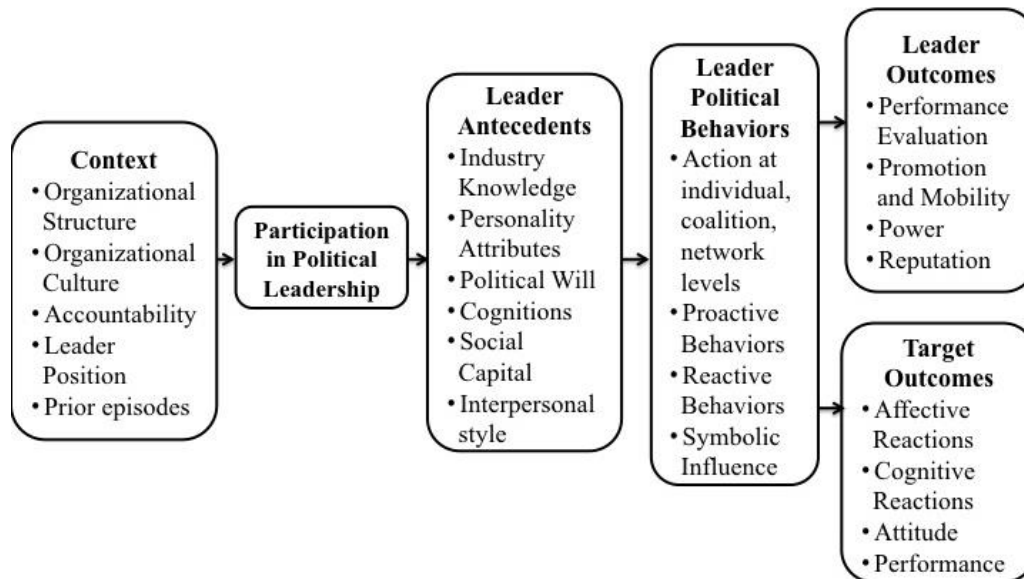 Context
• Organizational
Structure
• Organizational
Culture
• Accountability
• Leader
Position
• Prior episodes
Participation
in Political
Leadership
Leader
Antecedents
• Industry
Knowledge
• Personality
Attributes
• Political Will
• Cognitions
• Social
Capital
• Interpersonal
style
Leader
Political
Behaviors
• Action at
individual,
coalition,
network
levels
• Proactive
Behaviors
• Reactive
Behaviors
• Symbolic
Influence
Leader
Outcomes
• Performance
Evaluation
• Promotion
and Mobility
• Power
• Reputation
Target
Outcomes
• Affective
Reactions
• Cognitive
Reactions
• Attitude
• Performance